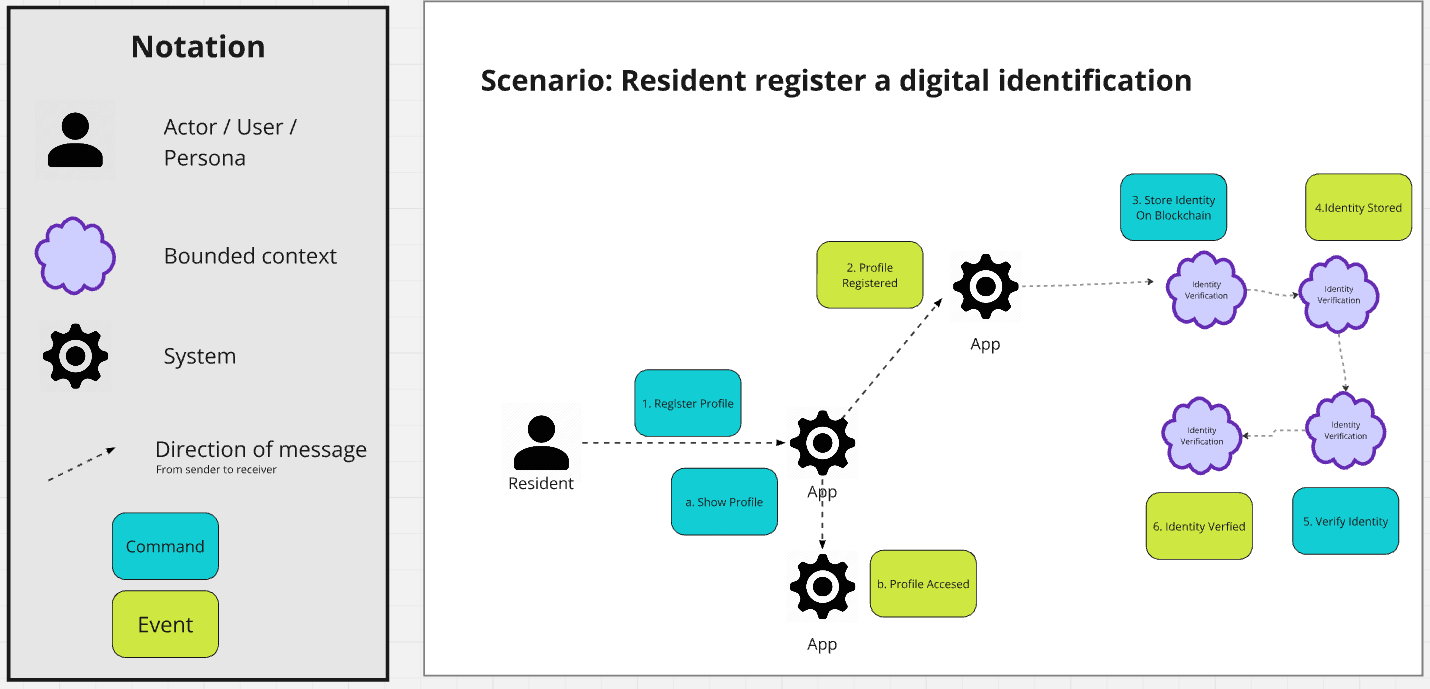 Notation
Actor / User /
Persona
Bounded context
System
Direction of message
From sender to receiver
Command
Event
Scenario: Resident register a digital identification
3. Store Identity
On Blockchain
4.Identity Stored
2. Profile
Registered
Identity
Verification
Identity
Verification
App
1. Register Profile
Resident
a. Show Profile
App
Identity
Verification
Identity
Verification
6. Identity Verfied
5. Verify Identity
b. Profile Accesed
App